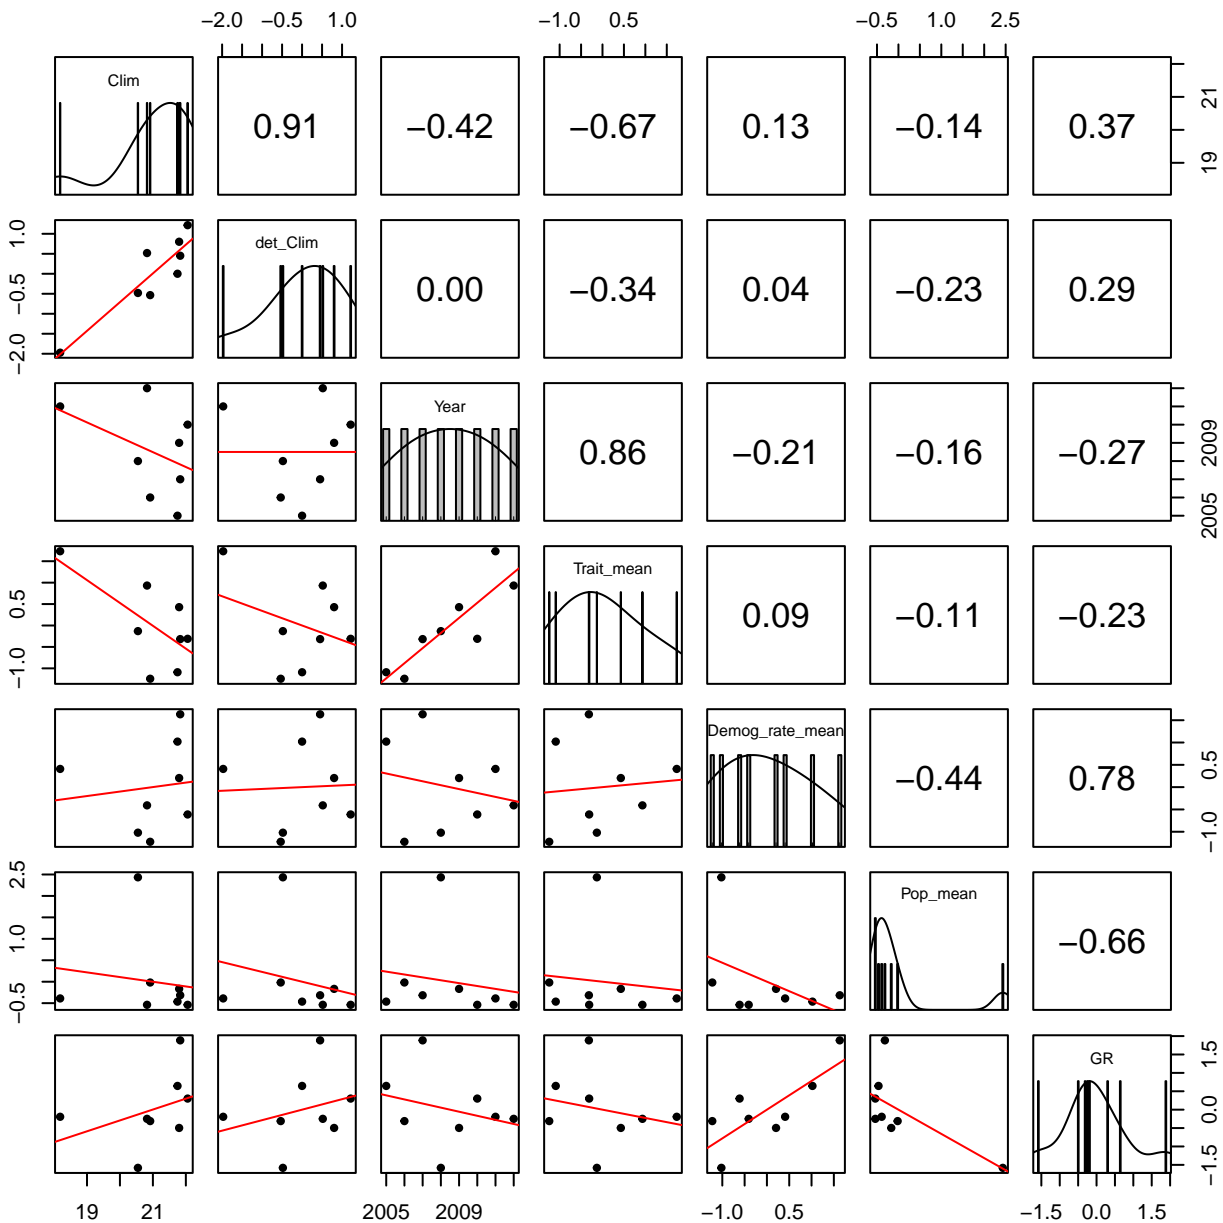 −2.0 −0.5 1.0 −1.0 0.5 −0.5 1.0 2.5
Clim 0.91 −0.42 −0.67 0.13 −0.14 0.37
19 21
det_Clim 0.00 −0.34 0.04 −0.23 0.29
−2.0 −0.5 1.0
Year 0.86 −0.21 −0.16 −0.27
2005 2009
Trait_mean 0.09 −0.11 −0.23
−1.0 0.5
Demog_rate_mean −0.44 0.78
−1.0 0.5
Pop_mean −0.66
−0.5 1.0 2.5
GR
−1.5 0.0 1.5
19 21 2005 2009 −1.0 0.5 −1.5 0.0 1.5